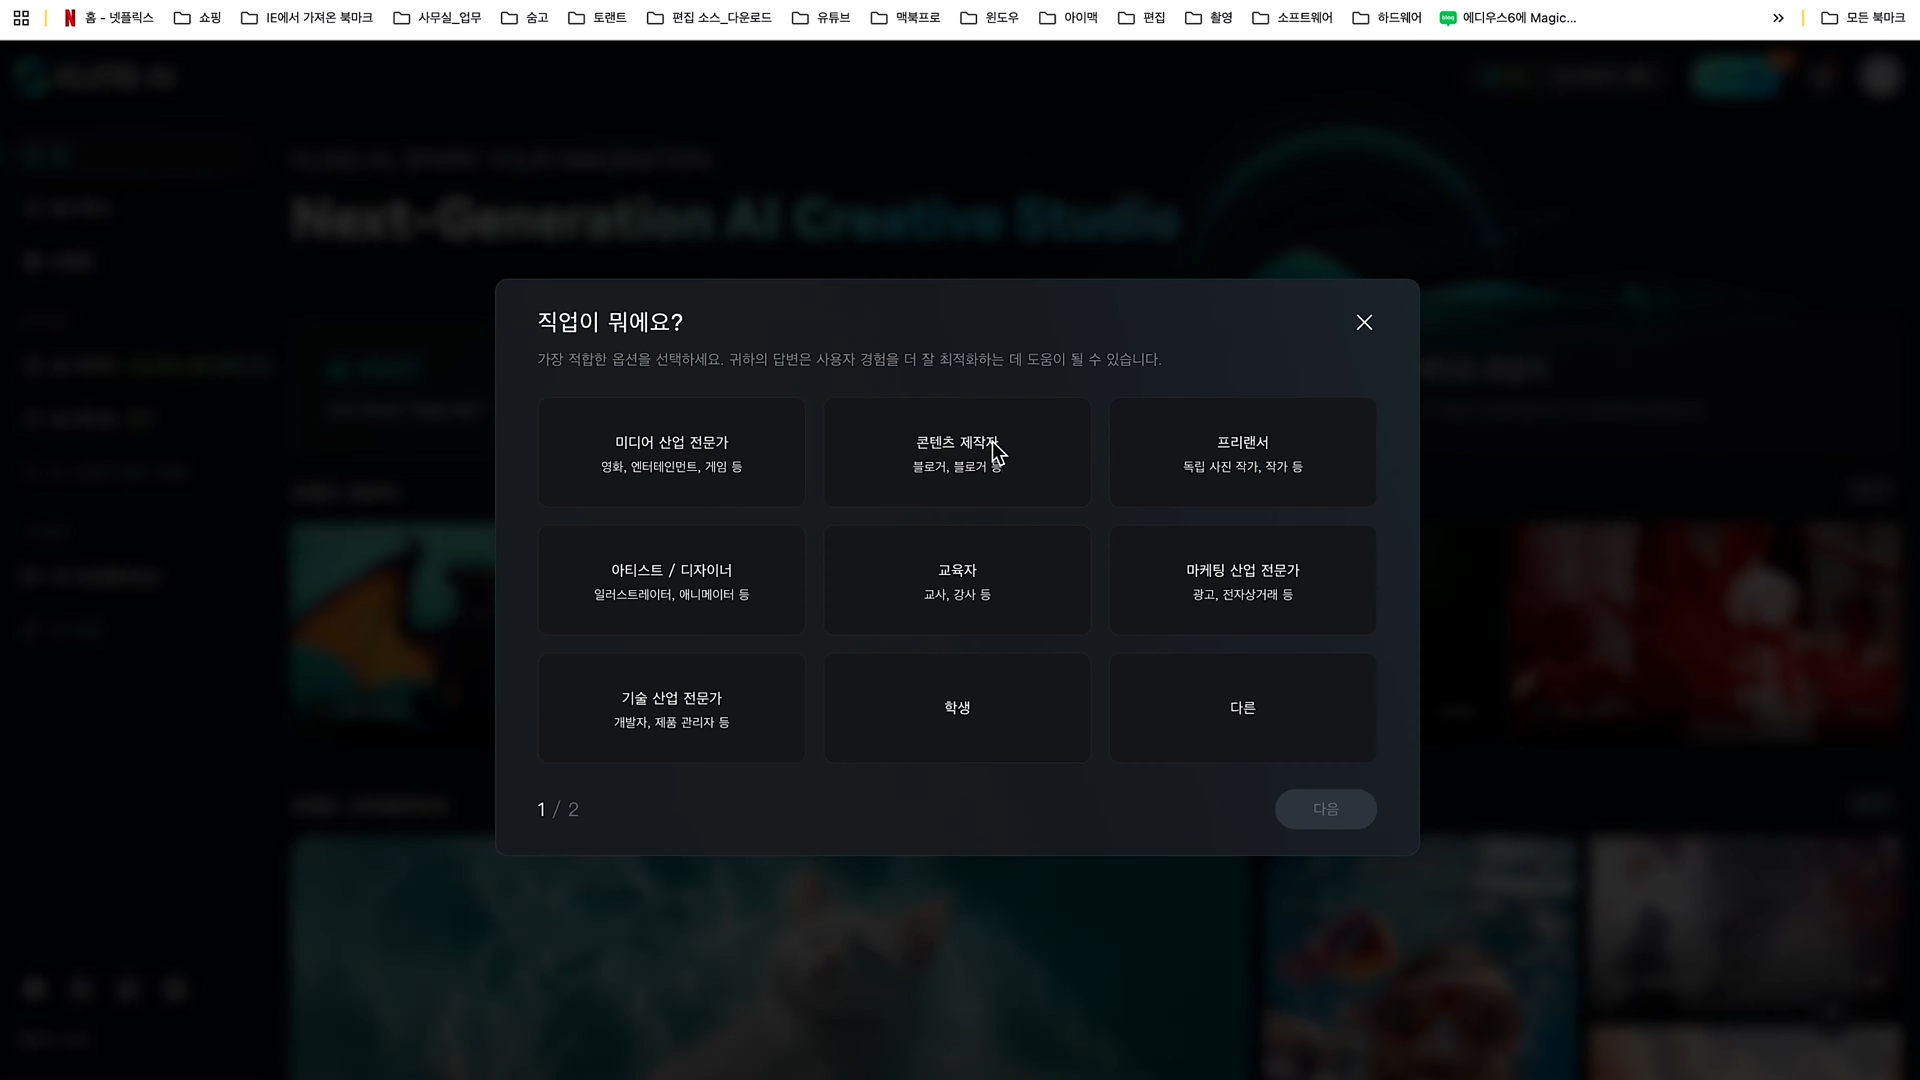 홈 - 넷플릭스 쇼핑 IE에서 가져온 북마크 사무실_업무 숨고 토랜트 편집 소스_다운로드 유튜브 맥북프로 윈도우 아이맥 편집 촬영 소프트웨어 하드웨어 에디우스6에 Magic... 모든 북마크
Next-Generation AI Creative Studio
직업이 뭐에요?
가장 적합한 옵션을 선택하세요. 귀하의 답변은 사용자 경험을 더 잘 최적화하는 데 도움이 될 수 있습니다.
미디어 산업 전문가
영화, 엔터테인먼트, 게임 등
콘텐츠 제작자
블로거, 블로거 등
프리랜서
독립 사진 작가, 작가 등
아티스트 / 디자이너
일러스트레이터, 애니메이터 등
교육자
교사, 강사 등
마케팅 산업 전문가
광고, 전자상거래 등
기술 산업 전문가
개발자, 제품 관리자 등
학생
다른
1 / 2
다음